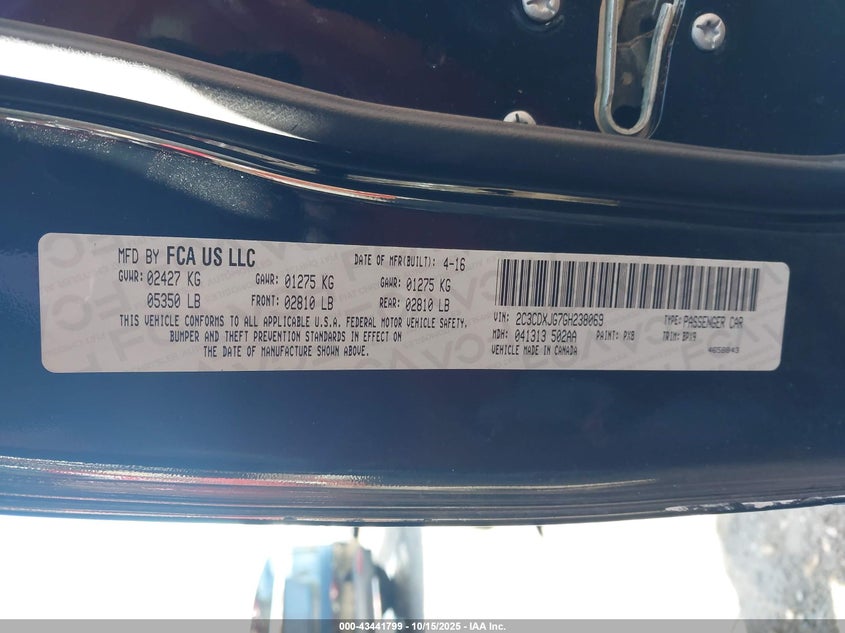 MFD BY FCA US LLC DATE OF MFR(BUILT): 4-16
GVWR: 02427 KG GAWR: 01275 KG GAWR: 01275 KG
05350 LB FRONT: 02810 LB REAR: 02810 LB
THIS VEHICLE CONFORMS TO ALL APPLICABLE U.S.A. FEDERAL MOTOR VEHICLE SAFETY,
BUMPER AND THEFT PREVENTION STANDARDS IN EFFECT ON
THE DATE OF MANUFACTURE SHOWN ABOVE.
VIN: 2C3CDXJG7GH238069 TYPE: PASSENGER CAR
MDH: 041313 502AA PAINT: PX8 TRIM: BPX9
VEHICLE MADE IN CANADA 4658843
000-43441799 - 10/15/2025 - IAA Inc.